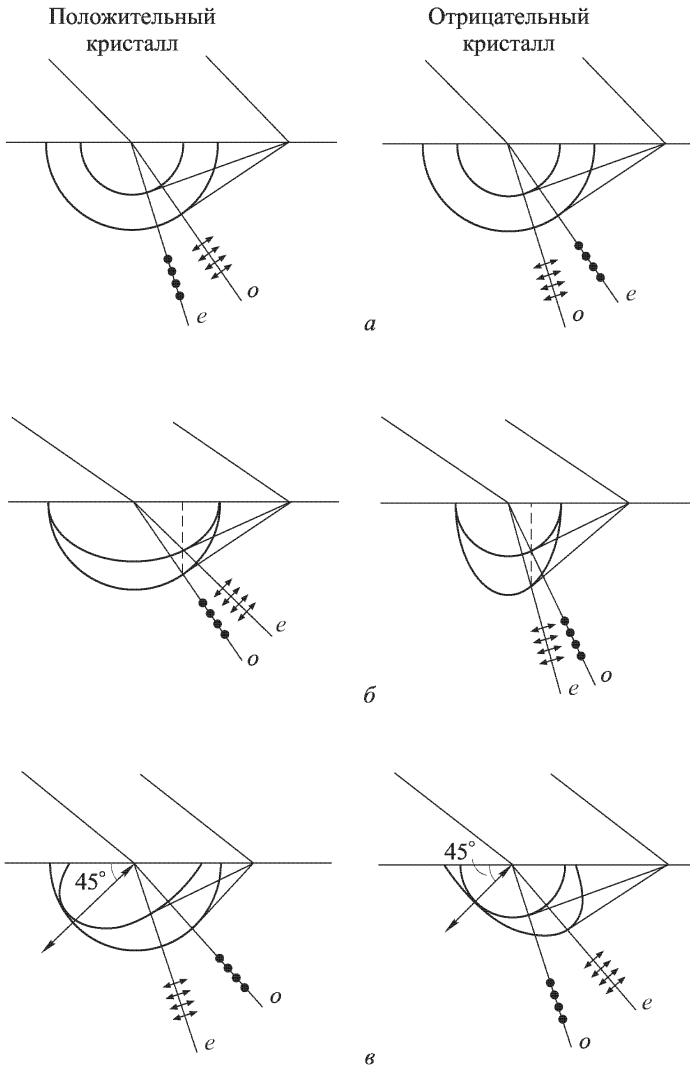 Положительный
кристалл
Отрицательный
кристалл
o
e
o
e
а
e
o
o
e
б
45°
o
e
45°
e
o
в